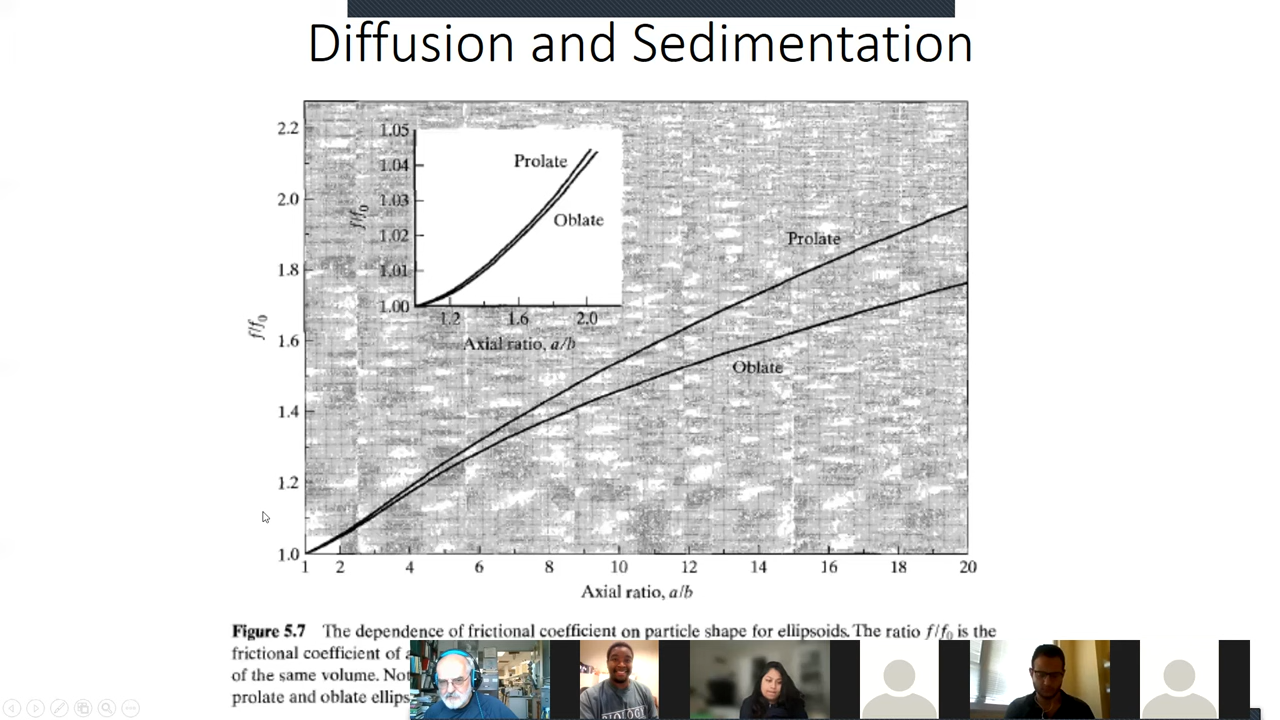 Diffusion and Sedimentation
2.2
2.0
1.8
1.6
1.4
1.2
1.0
f/f0
1.05
1.04
1.03
1.02
1.01
1.00
f/f0
Prolate
Oblate
1.2 1.6 2.0
Axial ratio, a/b
Prolate
Oblate
1 2 4 6 8 10 12 14 16 18 20
Axial ratio, a/b
Figure 5.7 The dependence of frictional coefficient on particle shape for ellipsoids. The ratio f/f0 is the
frictional coefficient of a
of the same volume. Not
prolate and oblate ellips
BIOLOGY